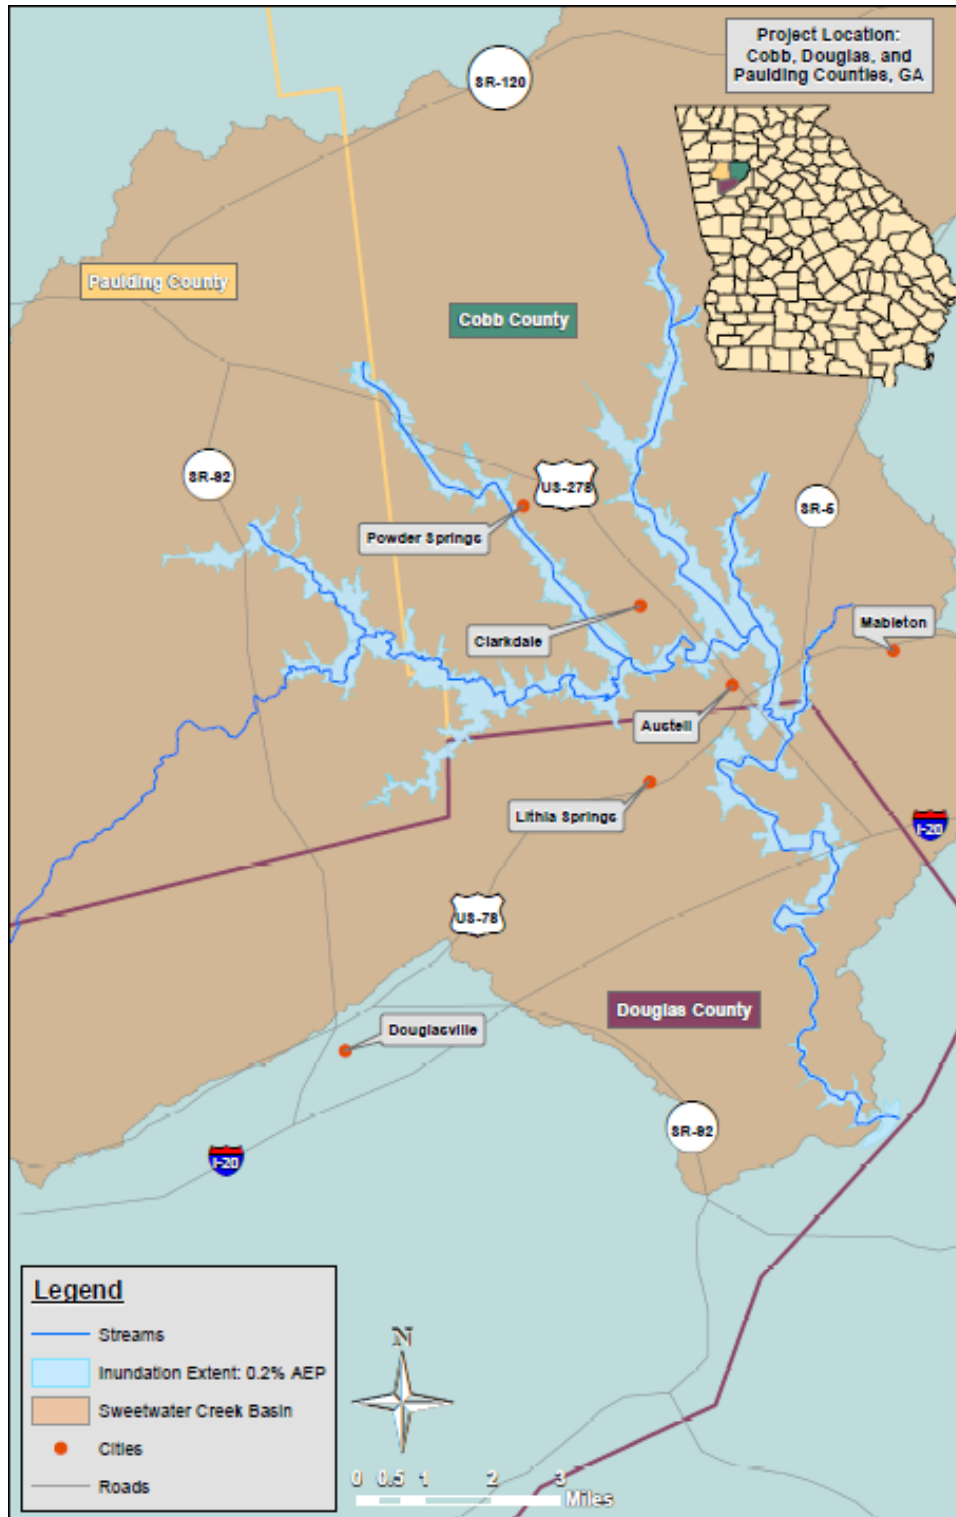 Project Location:
Cobb, Douglas, and
Paulding Counties, GA
SR-120
Paulding County
Cobb County
SR-92
US-278
SR-5
Powder Springs
Clarkdale
Mableton
Austell
Lithia Springs
I-20
US-78
Douglas County
Douglasville
SR-92
I-20
Legend
Streams
Inundation Extent: 0.2% AEP
Sweetwater Creek Basin
Cities
Roads
N
0 0.5 1 2 3
Miles